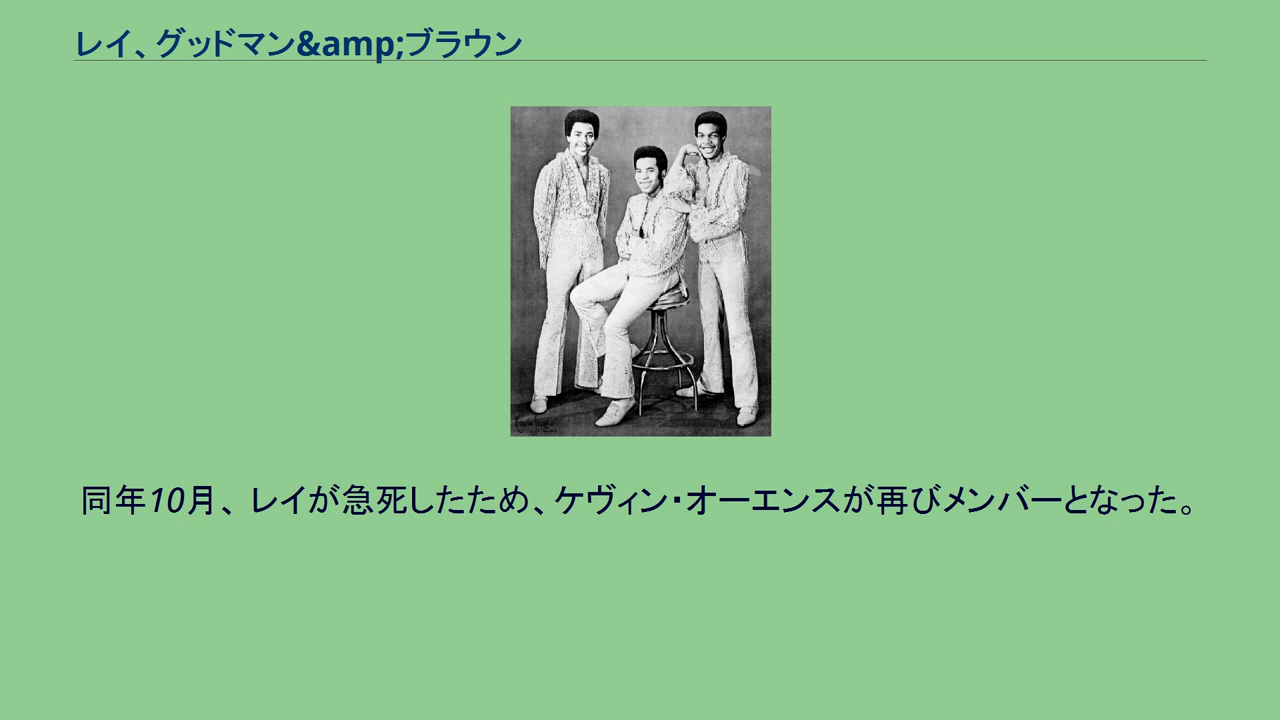 レイ、グッドマン&amp;ブラウン
同年10月、レイが急死したため、ケヴィン・オーエンスが再びメンバーとなった。